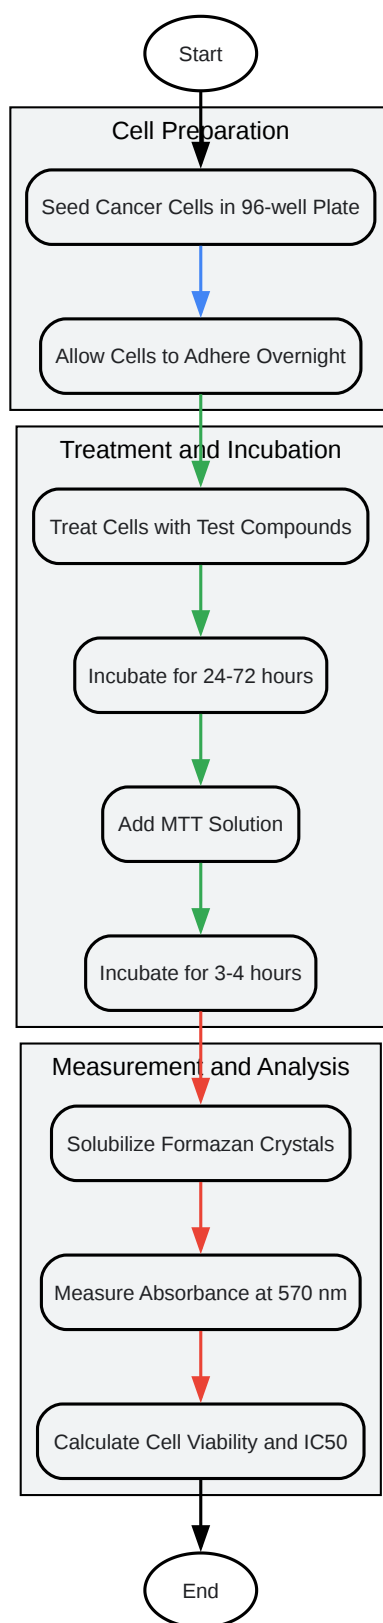 Start
Cell Preparation
Seed Cancer Cells in 96-well Plate
Allow Cells to Adhere Overnight
Treatment and Incubation
Treat Cells with Test Compounds
Incubate for 24-72 hours
Add MTT Solution
Incubate for 3-4 hours
Measurement and Analysis
Solubilize Formazan Crystals
Measure Absorbance at 570 nm
Calculate Cell Viability and IC50
End